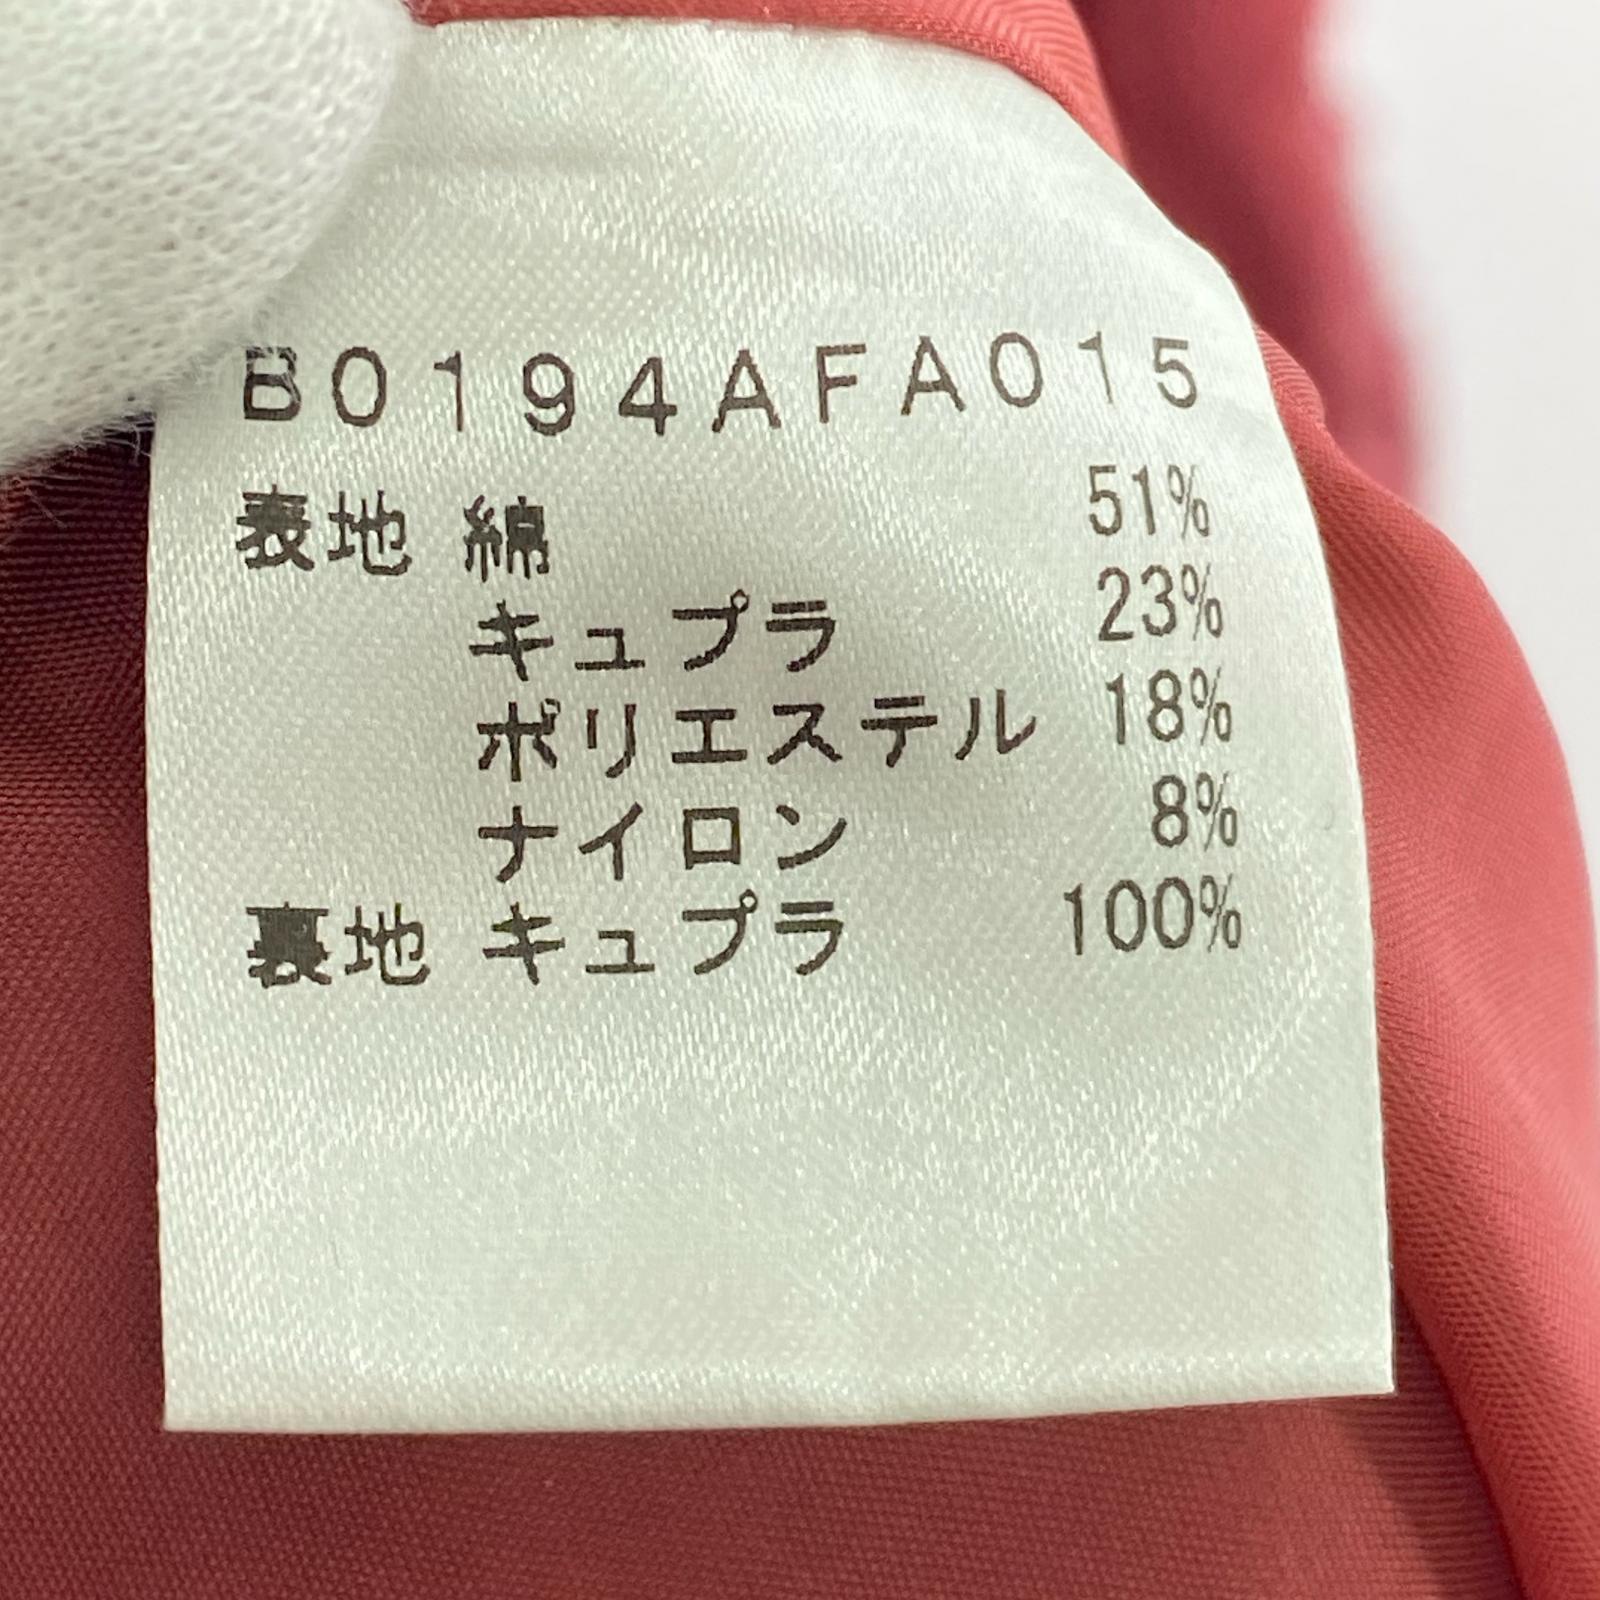 B0194AFA015
表地 綿 51%
キュプラ 23%
ポリエステル 18%
ナイロン 8%
裏地 キュプラ 100%